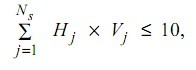 N_s
∑ H_j × V_j ≤ 10,
j=1